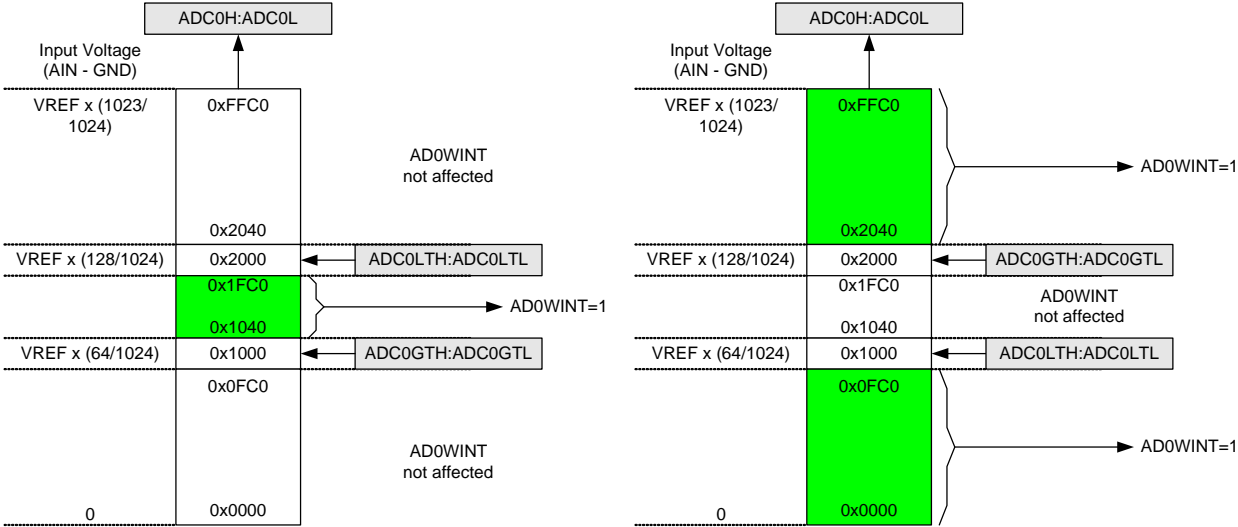 ADC0H:ADC0L
Input Voltage
(AIN - GND)
VREF x (1023/
1024)
0xFFC0
AD0WINT
not affected
0x2040
VREF x (128/1024)
0x2000
ADC0LTH:ADC0LTL
0x1FC0
AD0WINT=1
0x1040
VREF x (64/1024)
0x1000
ADC0GTH:ADC0GTL
0x0FC0
AD0WINT
not affected
0
0x0000
ADC0H:ADC0L
Input Voltage
(AIN - GND)
VREF x (1023/
1024)
0xFFC0
AD0WINT=1
0x2040
VREF x (128/1024)
0x2000
ADC0GTH:ADC0GTL
0x1FC0
AD0WINT
not affected
0x1040
VREF x (64/1024)
0x1000
ADC0LTH:ADC0LTL
0x0FC0
AD0WINT=1
0
0x0000